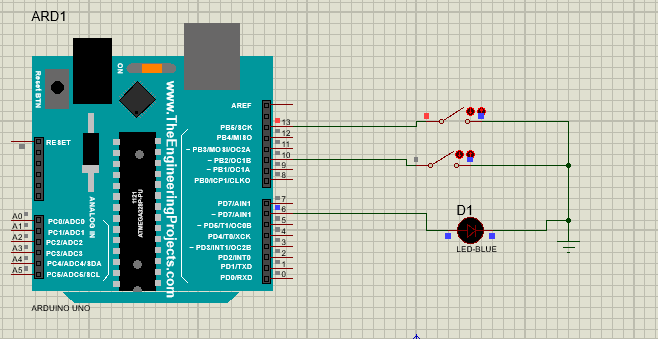 ARD1
Reset BTN
ON
www.TheEngineeringProjects.com
AREF
PB5/SCK 13
PB4/MISO 12
~ PB3/MOSI/OC2A 11
~ PB2/OC1B 10
~ PB1/OC1A 9
PB0/ICP1/CLKO 8
RESET
1121
ATMEGA328P-PU
ANALOG IN
PD7/AIN1 7
~ PD7/AIN1 6
~ PD5/T1/OC0B 5
PD4/T0/XCK 4
~ PD3/INT1/OC2B 3
PD2/INT0 2
PD1/TXD 1
PD0/RXD 0
A0 PC0/ADC0
A1 PC1/ADC1
A2 PC2/ADC2
A3 PC3/ADC3
A4 PC4/ADC4/SDA
A5 PC5/ADC5/SCL
D1
LED-BLUE
ARDUINO UNO